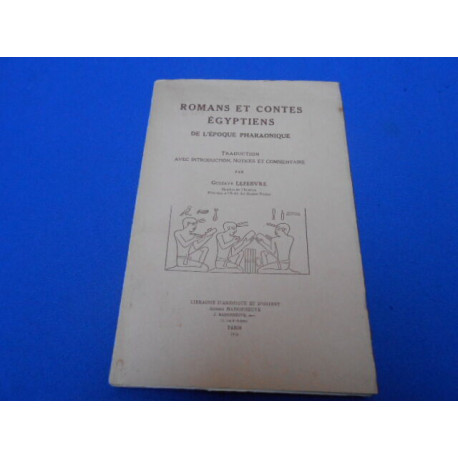 ROMANS ET CONTES
ÉGYPTIENS
DE L'ÉPOQUE PHARAONIQUE
TRADUCTION
AVEC INTRODUCTION, NOTICES ET COMMENTAIRE
PAR
GUSTAVE LEFEBVRE
LIBRAIRIE D'AMÉRIQUE ET D'ORIENT
PARIS